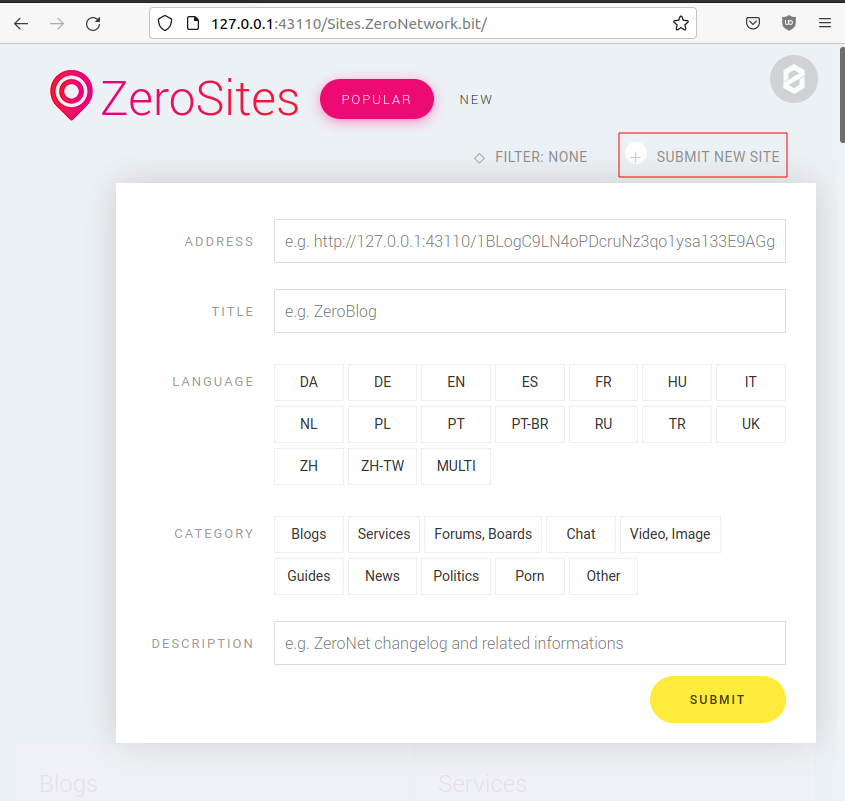 127.0.0.1:43110/Sites.ZeroNetwork.bit/
ZeroSites
POPULAR
NEW
FILTER: NONE
SUBMIT NEW SITE
ADDRESS
e.g. http://127.0.0.1:43110/1BLogC9LN4oPDcruNz3qo1ysa133E9AGg
TITLE
e.g. ZeroBlog
LANGUAGE
DA DE EN ES FR HU IT
NL PL PT PT-BR RU TR UK
ZH ZH-TW MULTI
CATEGORY
Blogs Services Forums, Boards Chat Video, Image
Guides News Politics Porn Other
DESCRIPTION
e.g. ZeroNet changelog and related informations
SUBMIT
Blogs Services